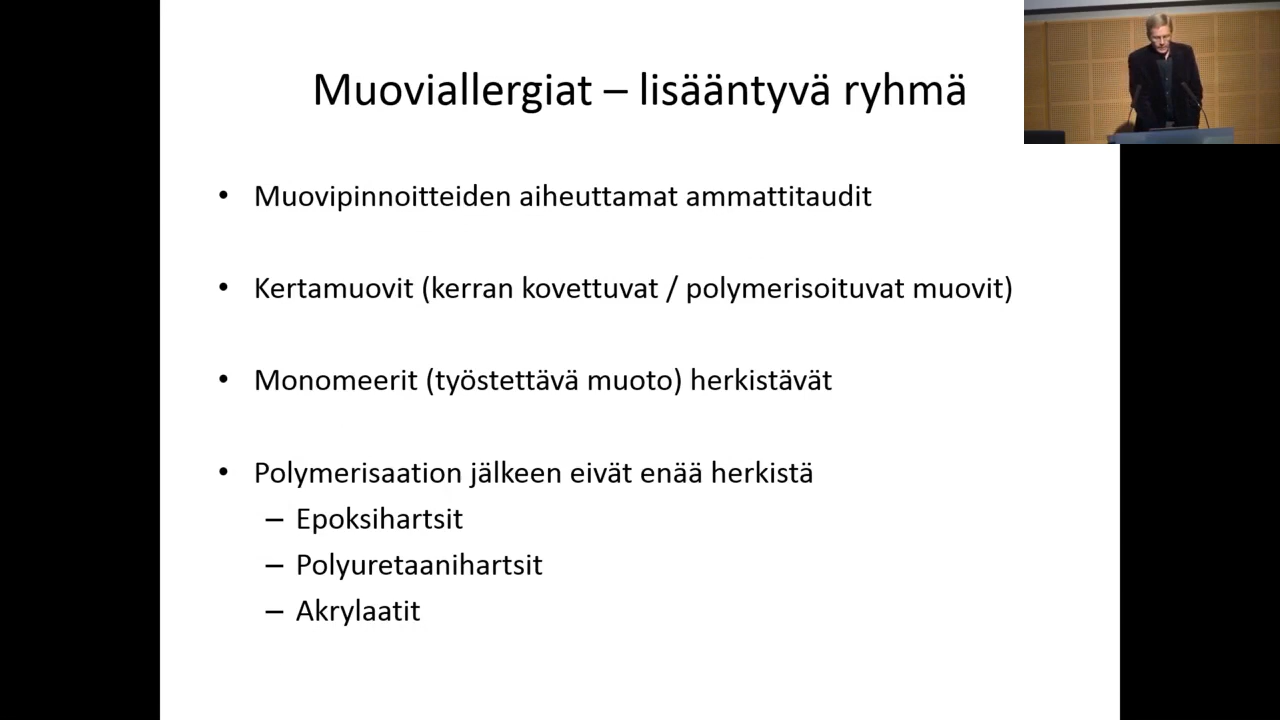 Muoviallergiat – lisääntyvä ryhmä
• Muovipinnoitteiden aiheuttamat ammattitaudit
• Kertamuovit (kerran kovettuvat / polymerisoituvat muovit)
• Monomeerit (työstettävä muoto) herkistävät
• Polymerisaation jälkeen eivät enää herkistä
– Epoksihartsit
– Polyuretaanihartsit
– Akrylaatit